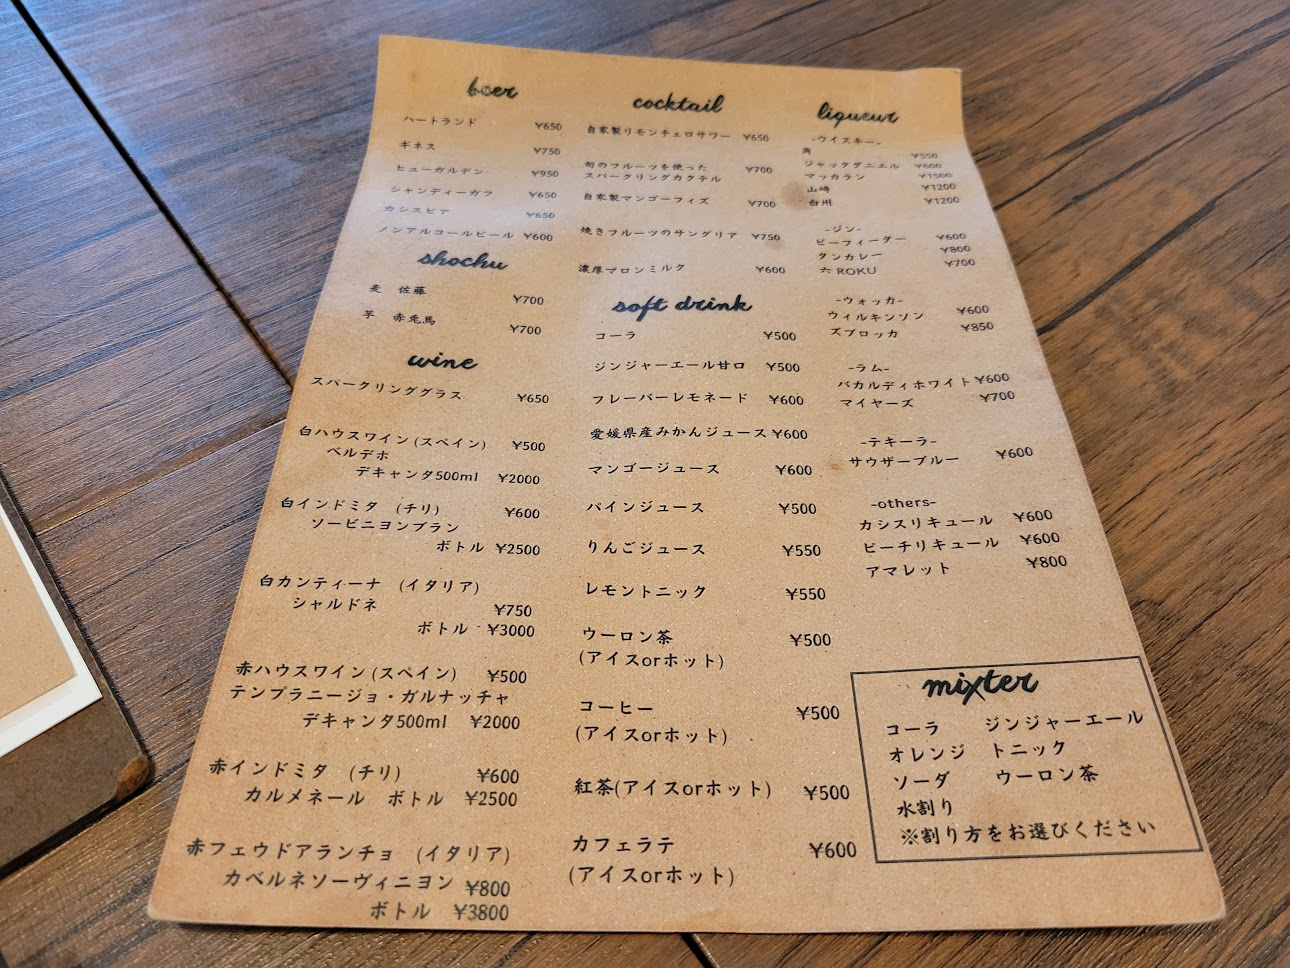 beer
ハートランド ¥650
ギネス ¥750
ヒューガルデン ¥950
シャンディーガフ ¥650
カシスビア ¥650
ノンアルコールビール ¥600
shochu
麦 佐藤 ¥700
芋 赤兎馬 ¥700
wine
スパークリンググラス ¥650
白ハウスワイン (スペイン) ¥500
ベルデホ
デキャンタ500ml ¥2000
白インドミタ (チリ) ¥600
ソービニヨンブラン
ボトル ¥2500
白カンティーナ (イタリア)
シャルドネ ¥750
ボトル ¥3000
赤ハウスワイン (スペイン) ¥500
テンプラニージョ・ガルナッチャ
デキャンタ500ml ¥2000
赤インドミタ (チリ) ¥600
カルメネール ボトル ¥2500
赤フェウドアランチョ (イタリア)
カベルネソーヴィニヨン ¥800
ボトル ¥3800
cocktail
自家製リモンチェロサワー ¥650
旬のフルーツを使った ¥700
スパークリングカクテル
自家製マンゴーフィズ ¥700
焼きフルーツのサングリア ¥750
濃厚マロンミルク ¥600
soft drink
コーラ ¥500
ジンジャーエール甘口 ¥500
フレーバーレモネード ¥600
愛媛県産みかんジュース ¥600
マンゴージュース ¥600
パインジュース ¥500
りんごジュース ¥550
レモントニック ¥550
ウーロン茶 ¥500
(アイスorホット)
コーヒー ¥500
(アイスorホット)
紅茶(アイスorホット) ¥500
カフェラテ ¥600
(アイスorホット)
liqueur
-ウイスキー-
角 ¥550
ジャックダニエル ¥600
マッカラン ¥1500
山崎 ¥1200
白州 ¥1200
-ジン-
ビーフィーター ¥600
タンカレー ¥800
六 ROKU ¥700
-ウォッカ-
ウィルキンソン ¥600
ズブロッカ ¥850
-ラム-
バカルディホワイト ¥600
マイヤーズ ¥700
-テキーラ-
サウザーブルー ¥600
-others-
カシスリキュール ¥600
ピーチリキュール ¥600
アマレット ¥800
mixter
コーラ ジンジャーエール
オレンジ トニック
ソーダ ウーロン茶
水割り
※割り方をお選びください